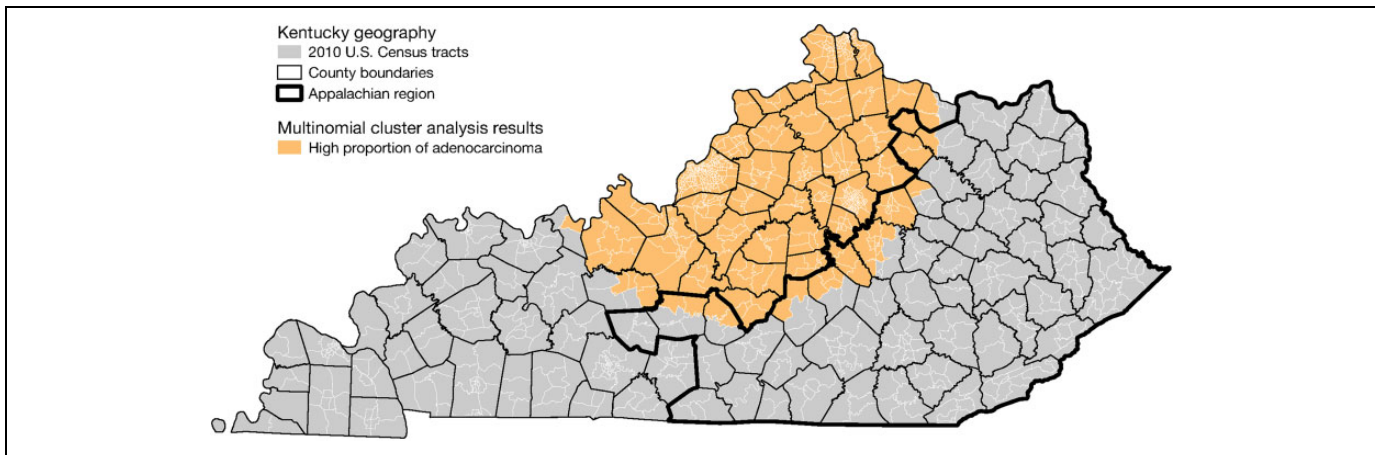 Kentucky geography
2010 U.S. Census tracts
County boundaries
Appalachian region
Multinomial cluster analysis results
High proportion of adenocarcinoma